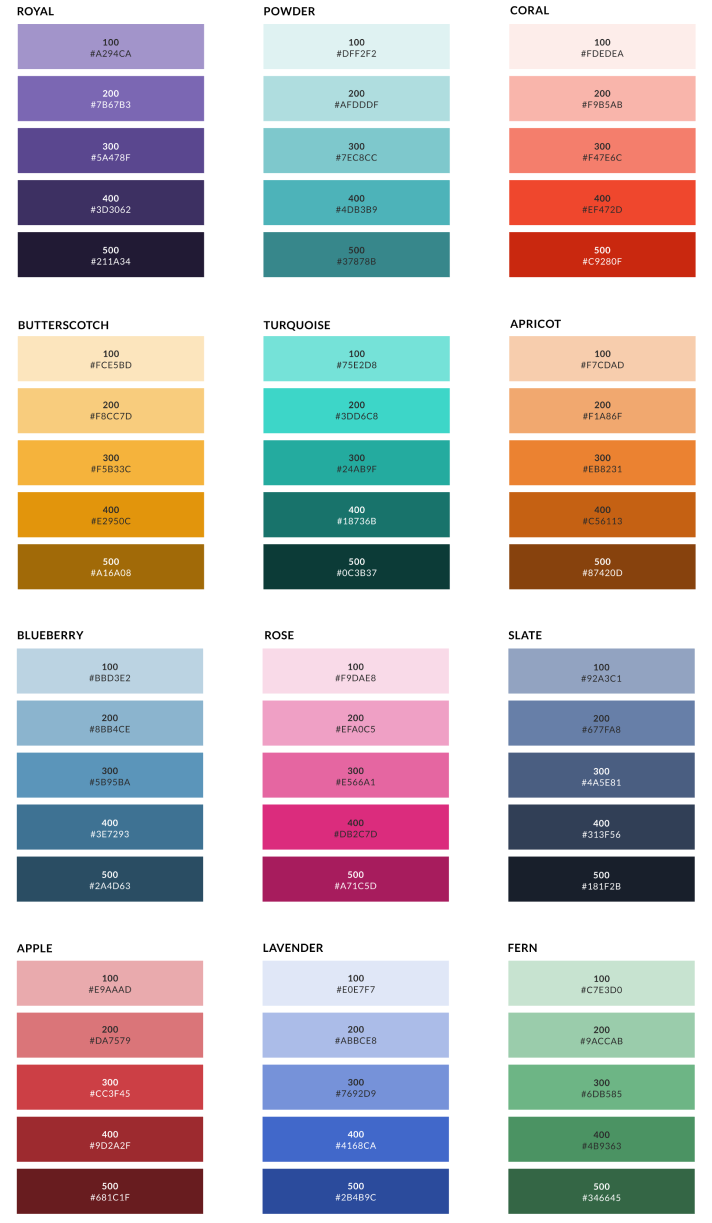 ROYAL
100
#A294CA
200
#7B67B3
300
#5A478F
400
#3D3062
500
#211A34
POWDER
100
#DFF2F2
200
#AFDDDF
300
#7EC8CC
400
#4DB3B9
500
#37878B
CORAL
100
#FDEDEA
200
#F9B5AB
300
#F47E6C
400
#EF472D
500
#C9280F
BUTTERSCOTCH
100
#FCE5BD
200
#F8CC7D
300
#F5B33C
400
#E2950C
500
#A16A08
TURQUOISE
100
#75E2D8
200
#3DD6C8
300
#24AB9F
400
#18736B
500
#0C3B37
APRICOT
100
#F7CDAD
200
#F1A86F
300
#EB8231
400
#C56113
500
#87420D
BLUEBERRY
100
#BBD3E2
200
#8BB4CE
300
#5B95BA
400
#3E7293
500
#2A4D63
ROSE
100
#F9DAE8
200
#EFA0C5
300
#E566A1
400
#DB2C7D
500
#A71C5D
SLATE
100
#92A3C1
200
#677FA8
300
#4A5E81
400
#313F56
500
#181F2B
APPLE
100
#E9AAAD
200
#DA7579
300
#CC3F45
400
#9D2A2F
500
#681C1F
LAVENDER
100
#E0E7F7
200
#ABBCE8
300
#7692D9
400
#4168CA
500
#2B4B9C
FERN
100
#C7E3D0
200
#9ACCAB
300
#6DB585
400
#4B9363
500
#346645